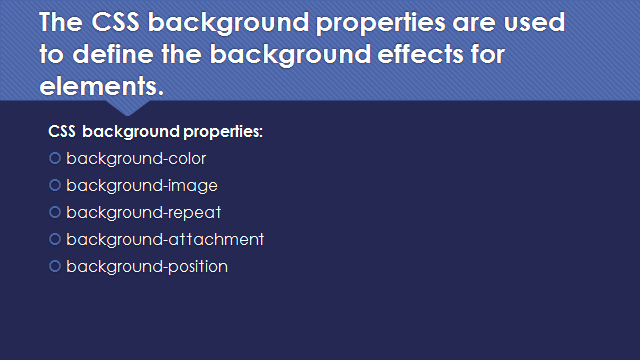 The CSS background properties are used
to define the background effects for
elements.
CSS background properties:
background-color
background-image
background-repeat
background-attachment
background-position